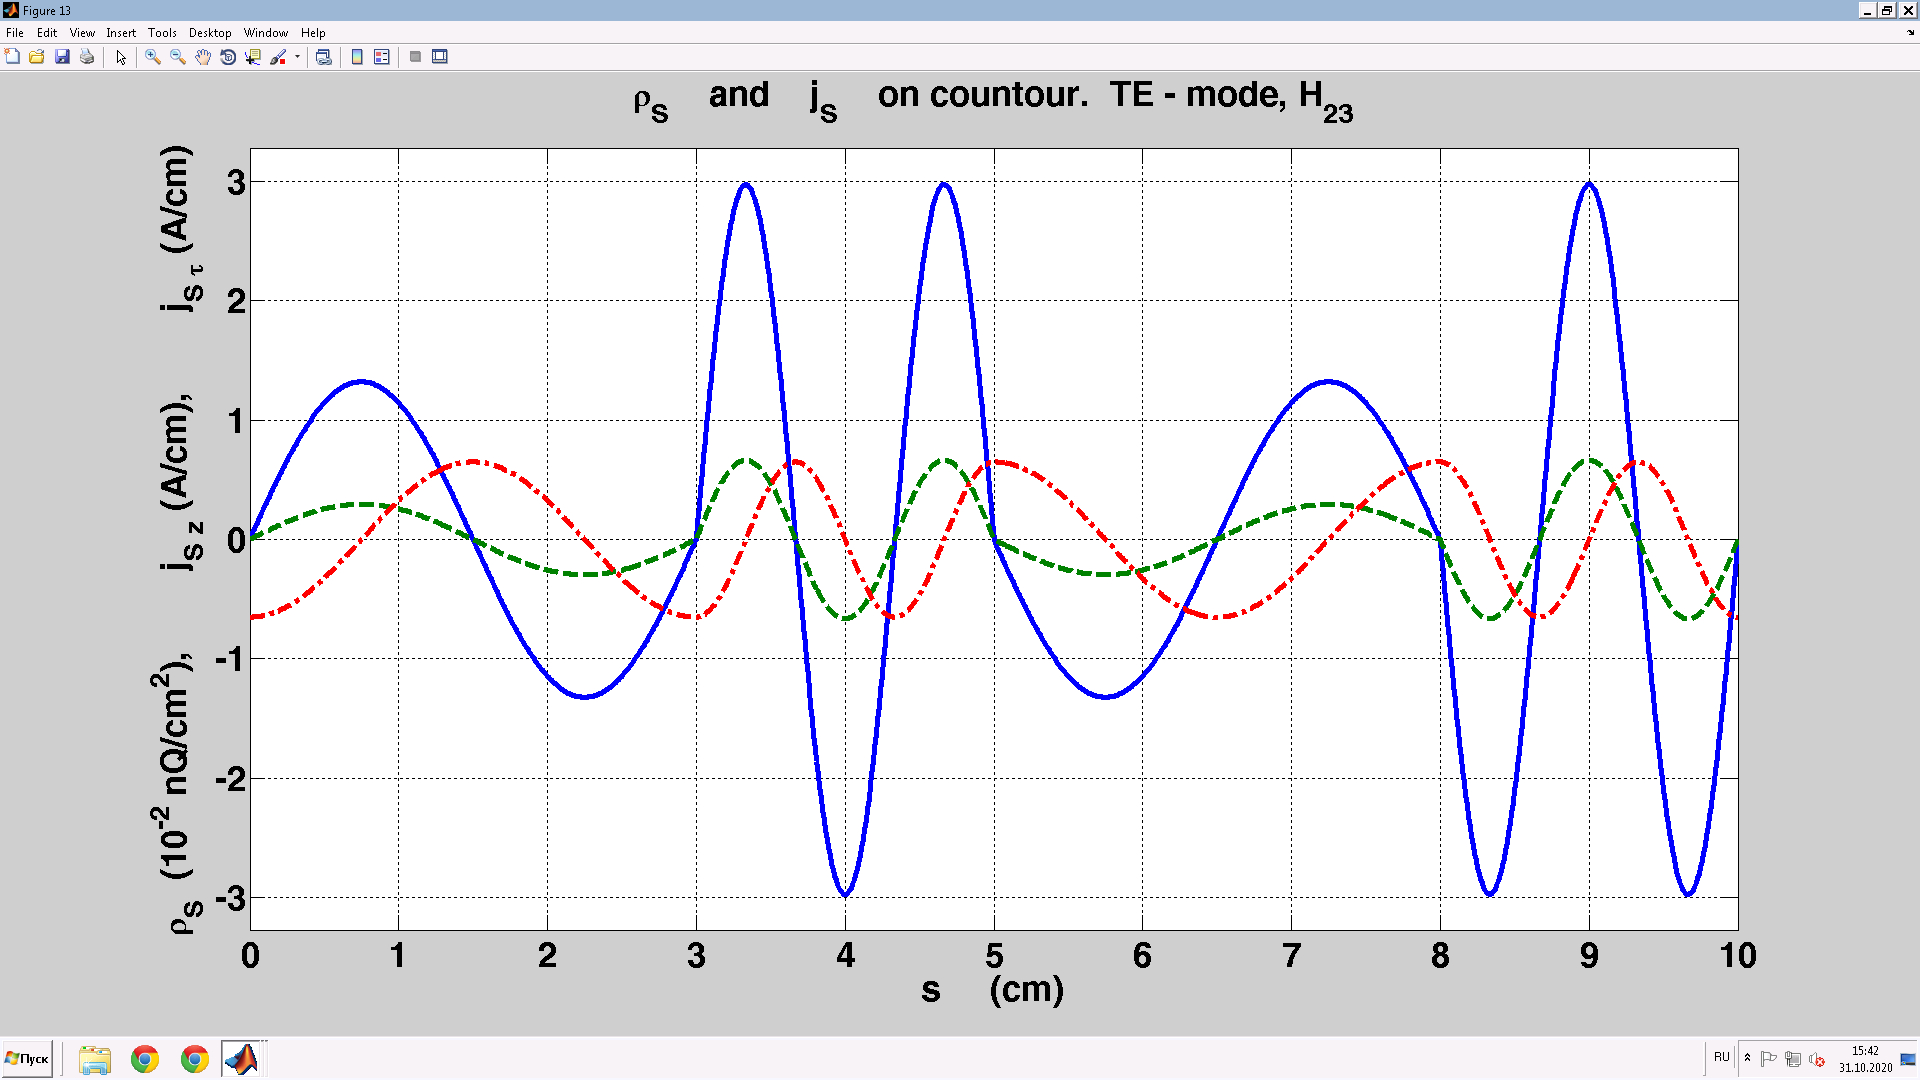 Figure 13
File Edit View Insert Tools Desktop Window Help
ρS and jS on countour. TE - mode, H23
ρS (10-2 nQ/cm2), jS z (A/cm), jS τ (A/cm)
3
2
1
0
-1
-2
-3
0 1 2 3 4 5 6 7 8 9 10
s (cm)
Пуск
RU
15:42
31.10.2020